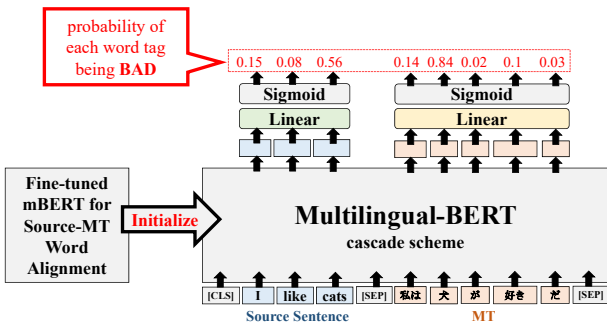 probability of
each word tag
being BAD
0.15 0.08 0.56 0.14 0.84 0.02 0.1 0.03
Sigmoid Sigmoid
Linear Linear
Fine-tuned
mBERT for
Source-MT
Word
Alignment
Initialize
Multilingual-BERT
cascade scheme
[CLS] I like cats [SEP] 私は 犬 が 好き だ [SEP]
Source Sentence MT